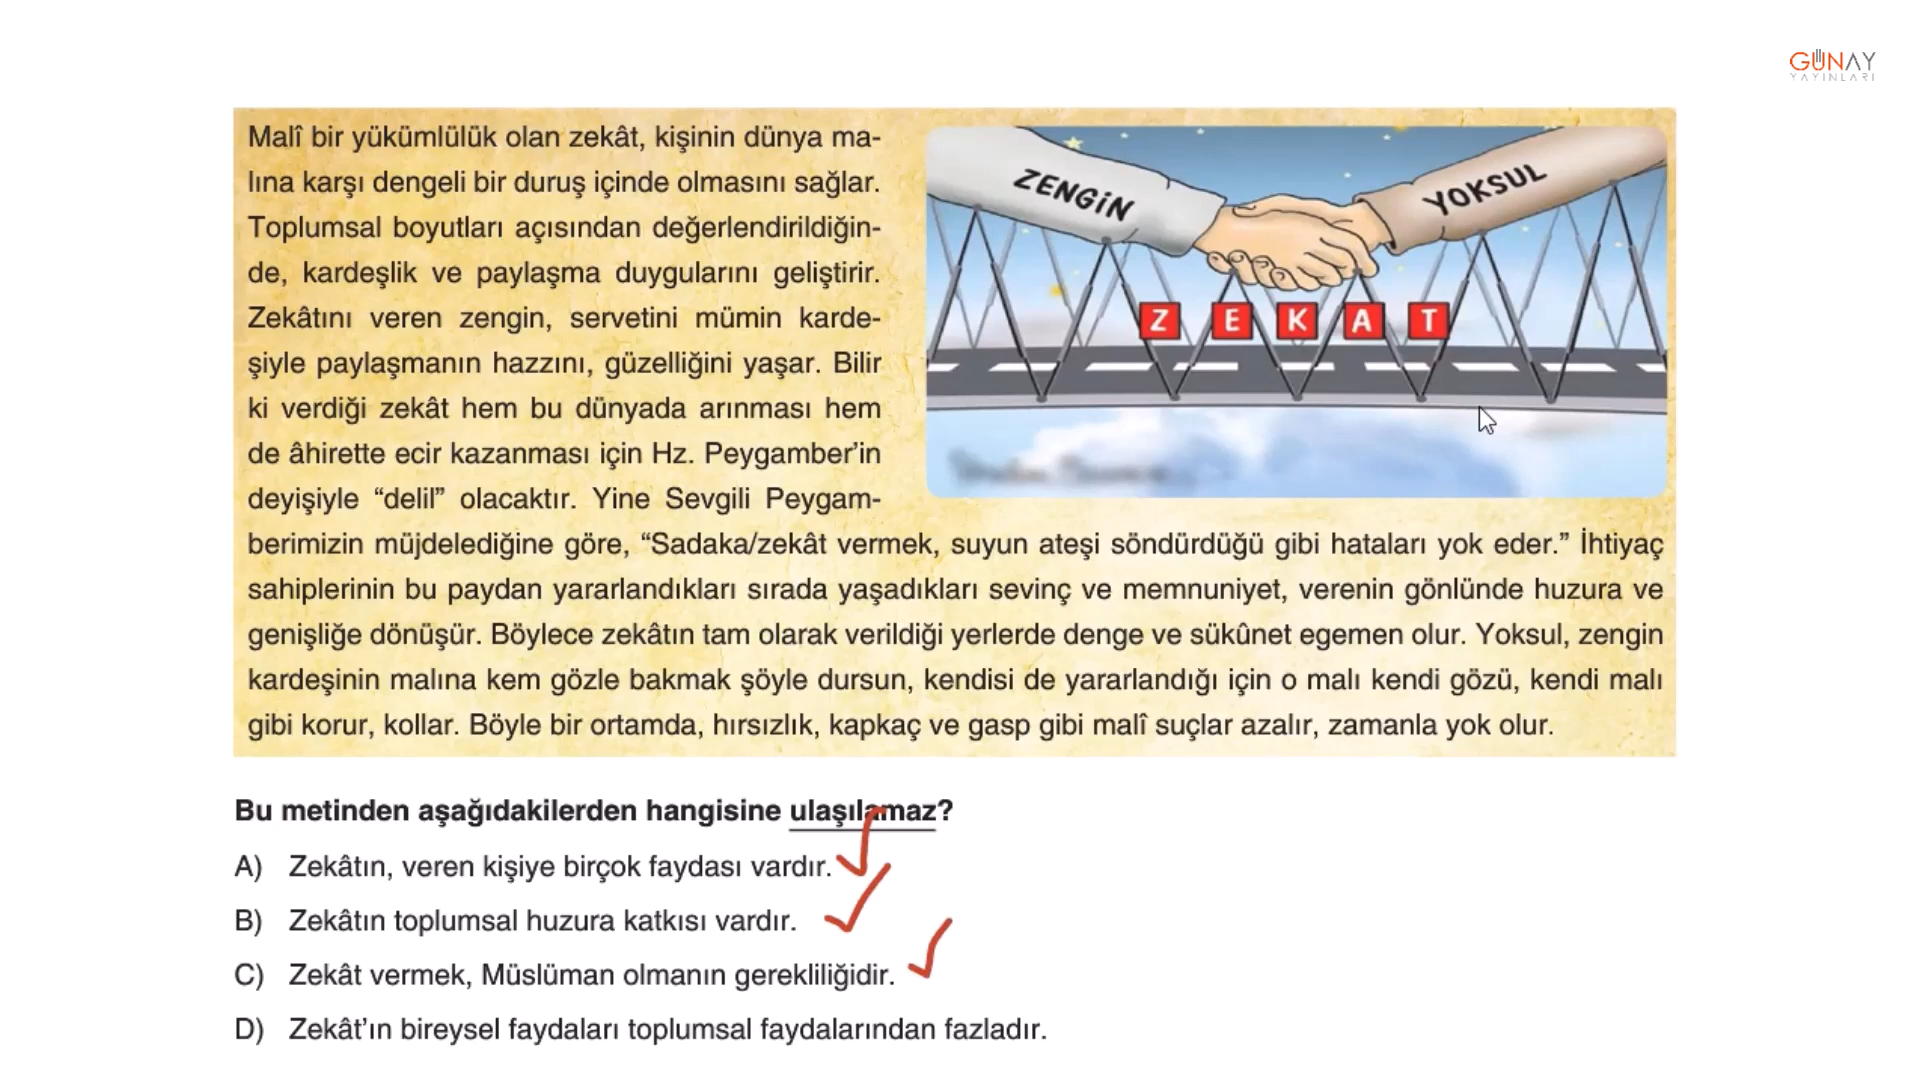 GÜNAY
YAYINLARI
Malî bir yükümlülük olan zekât, kişinin dünya ma-
lına karşı dengeli bir duruş içinde olmasını sağlar.
Toplumsal boyutları açısından değerlendirildiğin-
de, kardeşlik ve paylaşma duygularını geliştirir.
Zekâtını veren zengin, servetini mümin karde-
şiyle paylaşmanın hazzını, güzelliğini yaşar. Bilir
ki verdiği zekât hem bu dünyada arınması hem
de âhirette ecir kazanması için Hz. Peygamber’in
deyişiyle “delil” olacaktır. Yine Sevgili Peygam-
berimizin müjdelediğine göre, “Sadaka/zekât vermek, suyun ateşi söndürdüğü gibi hataları yok eder.” İhtiyaç
sahiplerinin bu paydan yararlandıkları sırada yaşadıkları sevinç ve memnuniyet, verenin gönlünde huzura ve
genişliğe dönüşür. Böylece zekâtın tam olarak verildiği yerlerde denge ve sükûnet egemen olur. Yoksul, zengin
kardeşinin malına kem gözle bakmak şöyle dursun, kendisi de yararlandığı için o malı kendi gözü, kendi malı
gibi korur, kollar. Böyle bir ortamda, hırsızlık, kapkaç ve gasp gibi malî suçlar azalır, zamanla yok olur.
ZENGİN
YOKSUL
Z E K A T
Bu metinden aşağıdakilerden hangisine ulaşılamaz?
A) Zekâtın, veren kişiye birçok faydası vardır.
B) Zekâtın toplumsal huzura katkısı vardır.
C) Zekât vermek, Müslüman olmanın gerekliliğidir.
D) Zekât’ın bireysel faydaları toplumsal faydalarından fazladır.